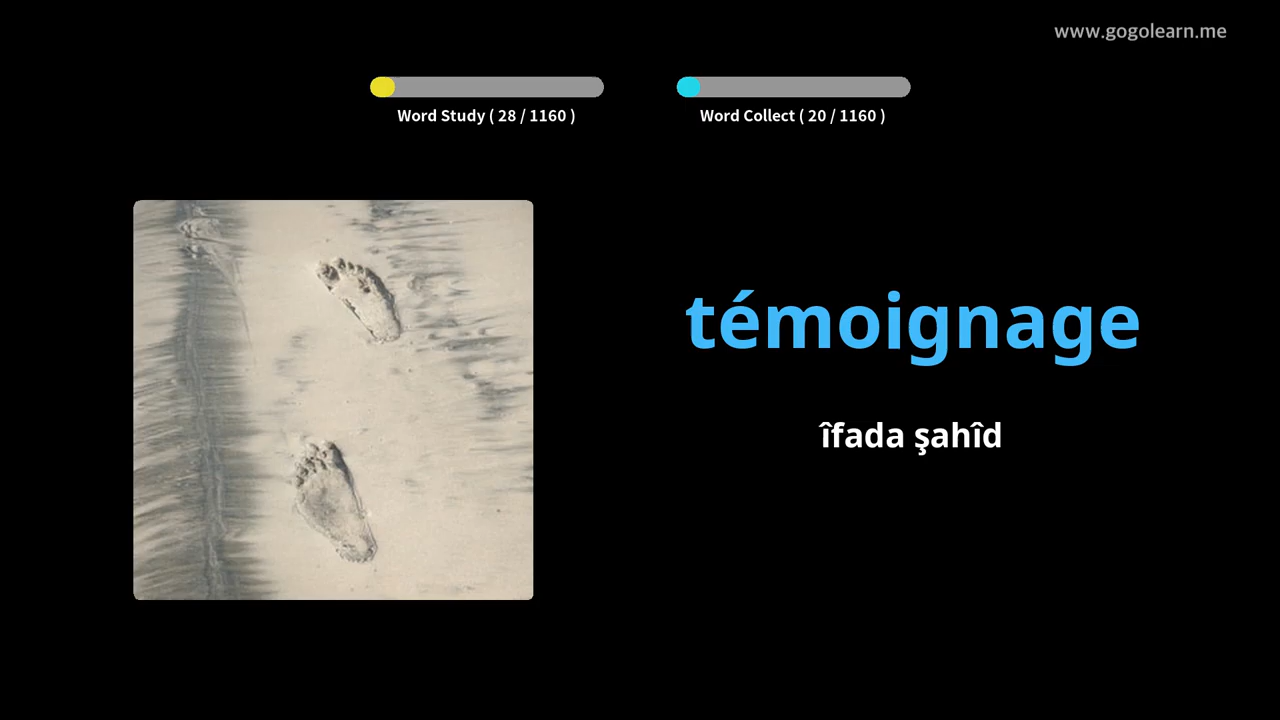 www.gogolearn.me
Word Study ( 28 / 1160 )
Word Collect ( 20 / 1160 )
témoignage
îfada şahîd